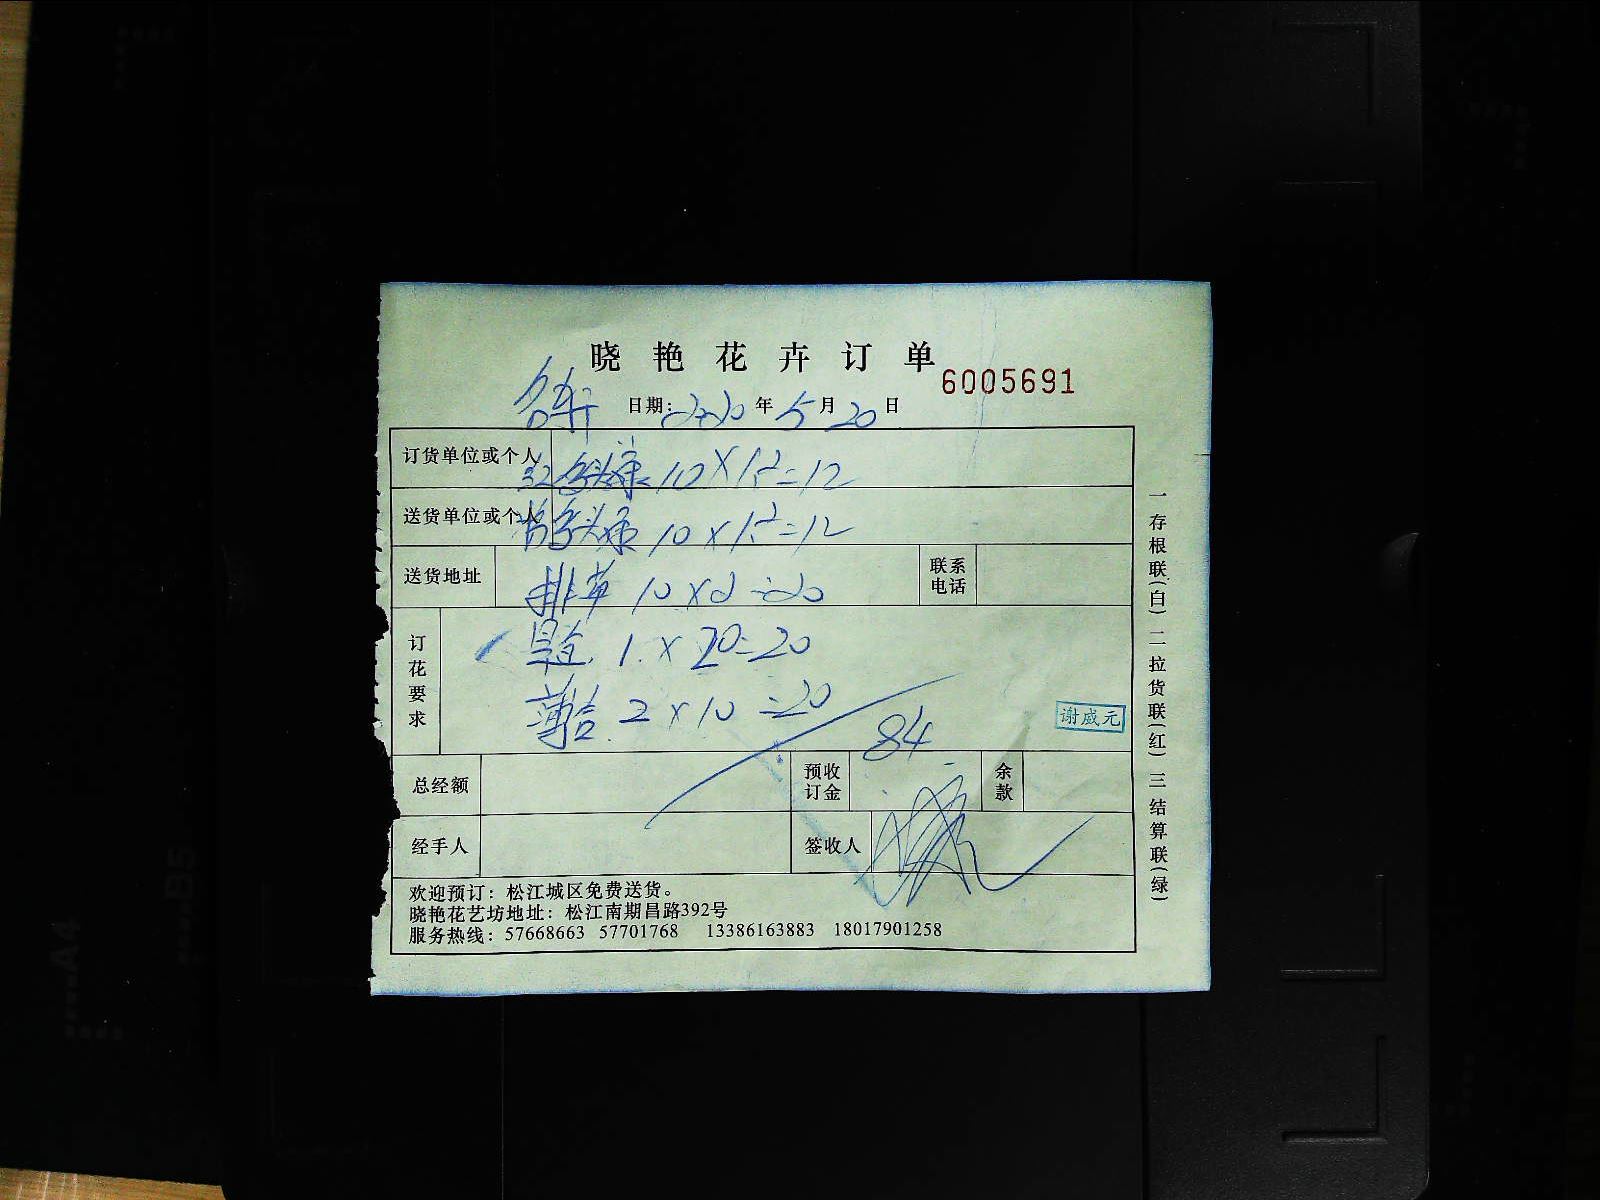 晓艳花卉订单
6005691
日期: 2020 年 5 月 20 日
订货单位或个人
10×1.2=12
送货单位或个人
10×1.2=12
送货地址
10×2=20
联系电话
订花要求
1.×20=20
2×10=20
84
谢威元
总经额
预收订金
余款
经手人
签收人
欢迎预订：松江城区免费送货。
晓艳花艺坊地址：松江南期昌路392号
服务热线：57668663 57701768 13386163883 18017901258
一存根联(白) 二拉货联(红) 三结算联(绿)
A4
B5